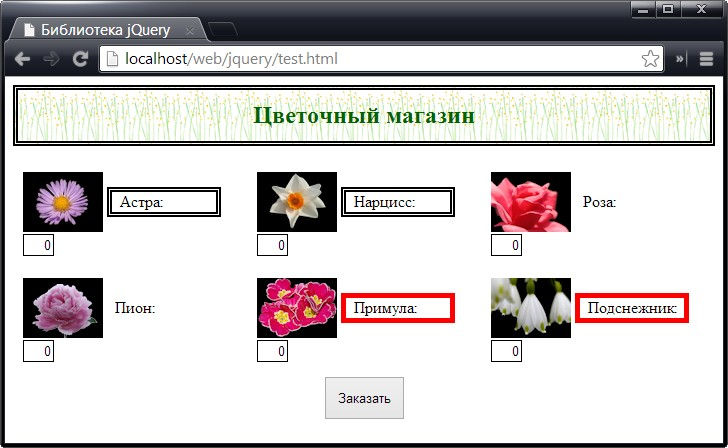 Библиотека jQuery
localhost/web/jquery/test.html
Цветочный магазин
Астра: Нарцисс: Роза:
0 0 0
Пион: Примула: Подснежник:
0 0 0
Заказать